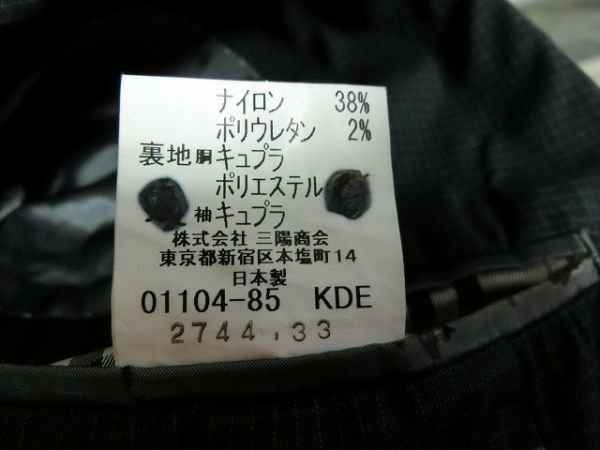 ナイロン 38%
ポリウレタン 2%
裏地 胴 キュプラ
ポリエステル
袖 キュプラ
株式会社 三陽商会
東京都新宿区本塩町14
日本製
01104-85 KDE
2744.33